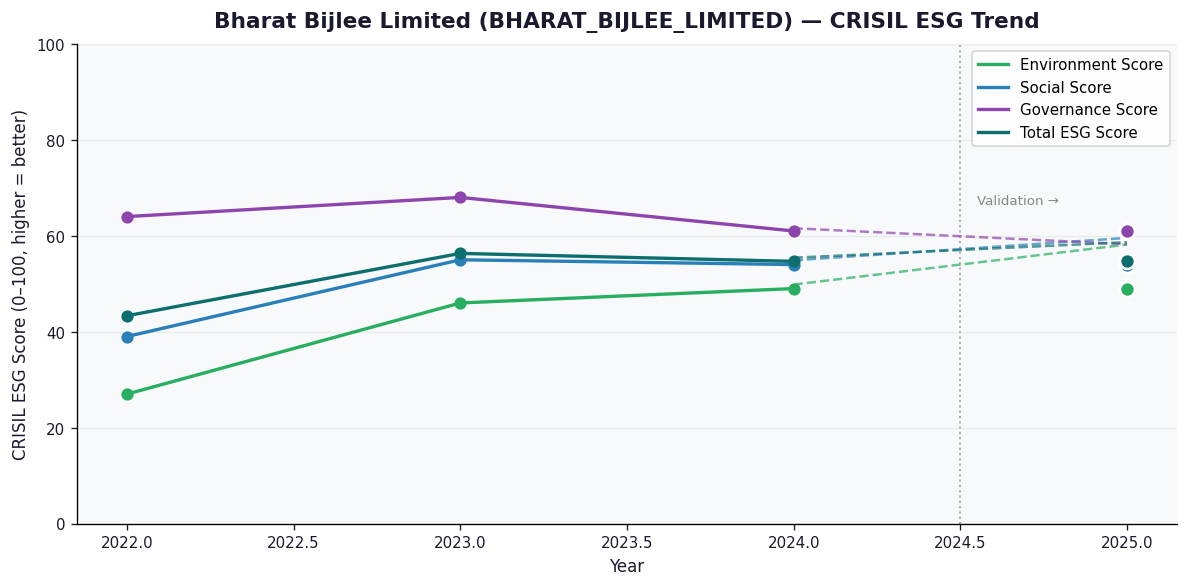 Bharat Bijlee Limited (BHARAT_BIJLEE_LIMITED) — CRISIL ESG Trend
CRISIL ESG Score (0–100, higher = better)
100
80
60
40
20
0
Environment Score
Social Score
Governance Score
Total ESG Score
Validation →
2022.0
2022.5
2023.0
2023.5
2024.0
2024.5
2025.0
Year